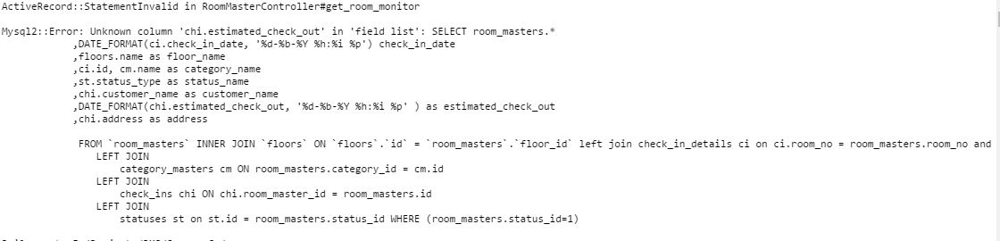 ActiveRecord::StatementInvalid in RoomMasterController#get_room_monitor
Mysql2::Error: Unknown column 'chi.estimated_check_out' in 'field list': SELECT room_masters.*
,DATE_FORMAT(ci.check_in_date, '%d-%b-%Y %h:%i %p') check_in_date
,floors.name as floor_name
,ci.id, cm.name as category_name
,st.status_type as status_name
,chi.customer_name as customer_name
,DATE_FORMAT(chi.estimated_check_out, '%d-%b-%Y %h:%i %p' ) as estimated_check_out
,chi.address as address
FROM `room_masters` INNER JOIN `floors` ON `floors`.`id` = `room_masters`.`floor_id` left join check_in_details ci on ci.room_no = room_masters.room_no and
LEFT JOIN
category_masters cm ON room_masters.category_id = cm.id
LEFT JOIN
check_ins chi ON chi.room_master_id = room_masters.id
LEFT JOIN
statuses st on st.id = room_masters.status_id WHERE (room_masters.status_id=1)